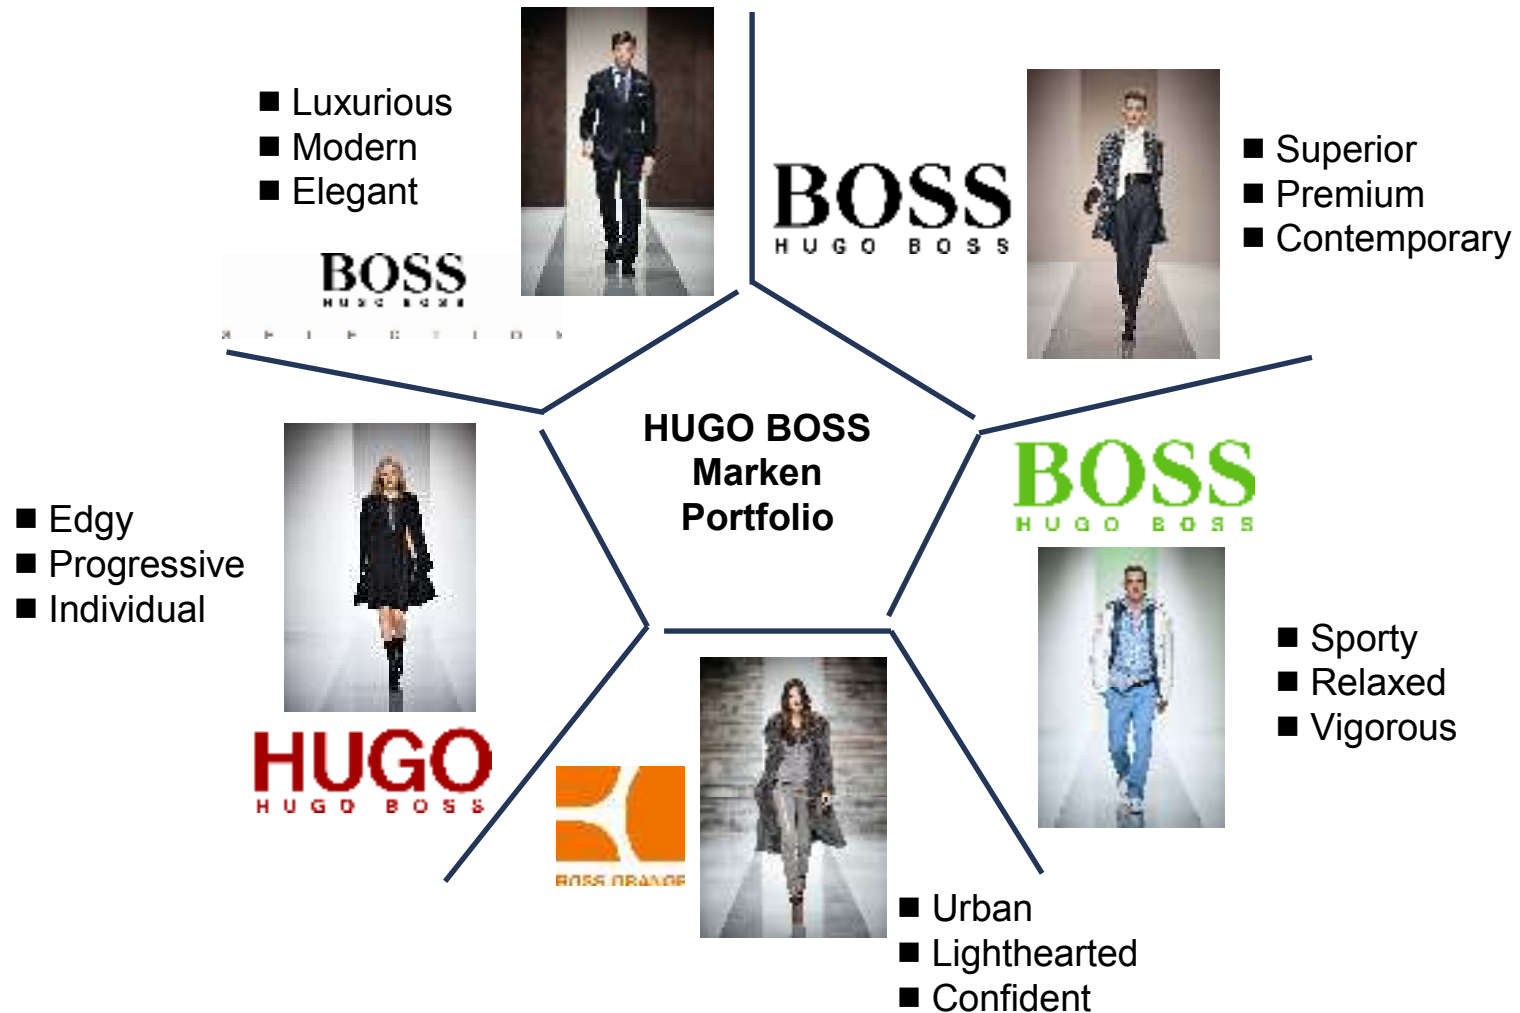 Luxurious
Modern
Elegant
BOSS
HUGO BOSS
SELECTION
BOSS
HUGO BOSS
Superior
Premium
Contemporary
HUGO BOSS
Marken
Portfolio
BOSS
HUGO BOSS
Sporty
Relaxed
Vigorous
Edgy
Progressive
Individual
HUGO
HUGO BOSS
BOSS ORANGE
Urban
Lighthearted
Confident